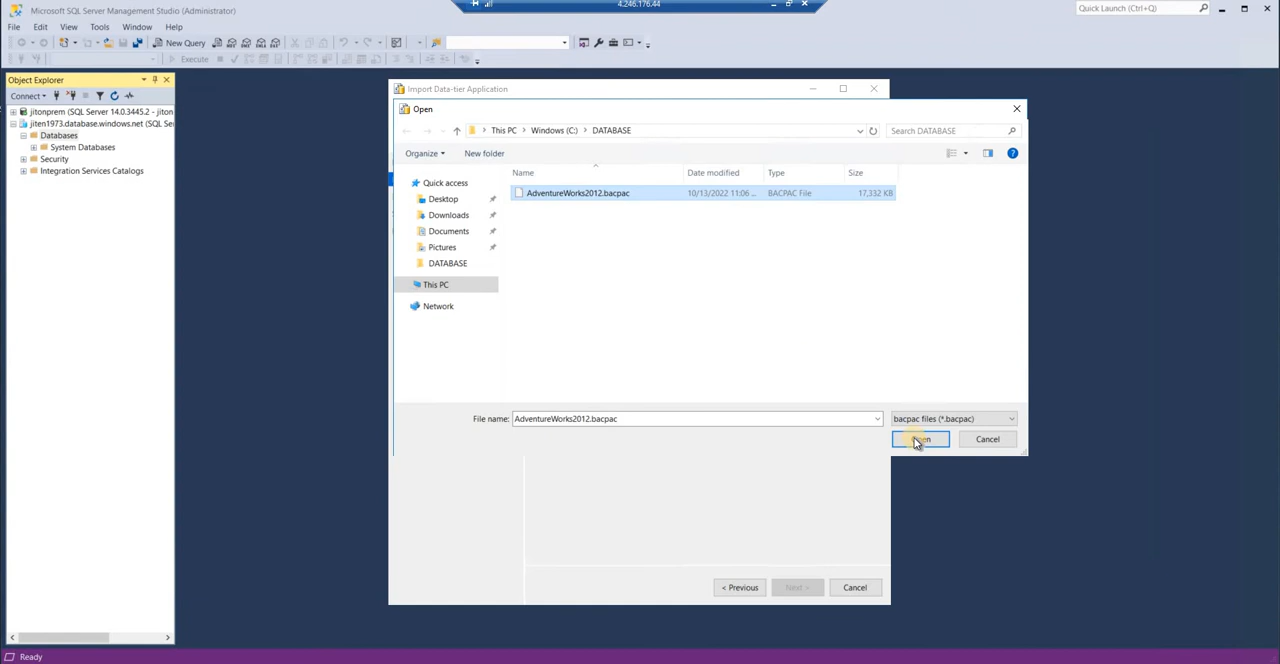 Microsoft SQL Server Management Studio (Administrator)
4.246.176.44
Quick Launch (Ctrl+Q)
File Edit View Tools Window Help
New Query
Execute
Object Explorer
Connect
jitonprem (SQL Server 14.0.3445.2 - jiton
jiten1973.database.windows.net (SQL Se
Databases
System Databases
Security
Integration Services Catalogs
Import Data-tier Application
Open
This PC > Windows (C:) > DATABASE
Search DATABASE
Organize
New folder
Name Date modified Type Size
AdventureWorks2012.bacpac 10/13/2022 11:06 ... BACPAC File 17,332 KB
Quick access
Desktop
Downloads
Documents
Pictures
DATABASE
This PC
Network
File name: AdventureWorks2012.bacpac
bacpac files (*.bacpac)
Open
Cancel
< Previous
Next >
Cancel
Ready